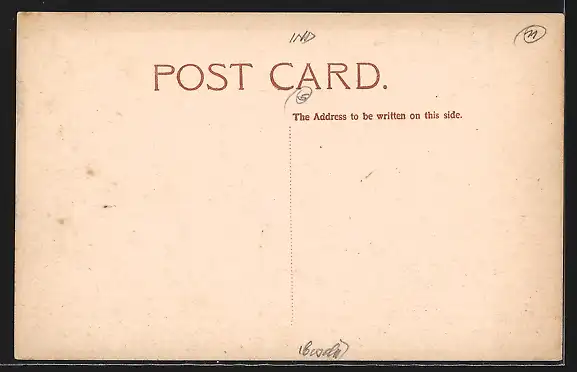 IND
POST CARD.
The Address to be written on this side.